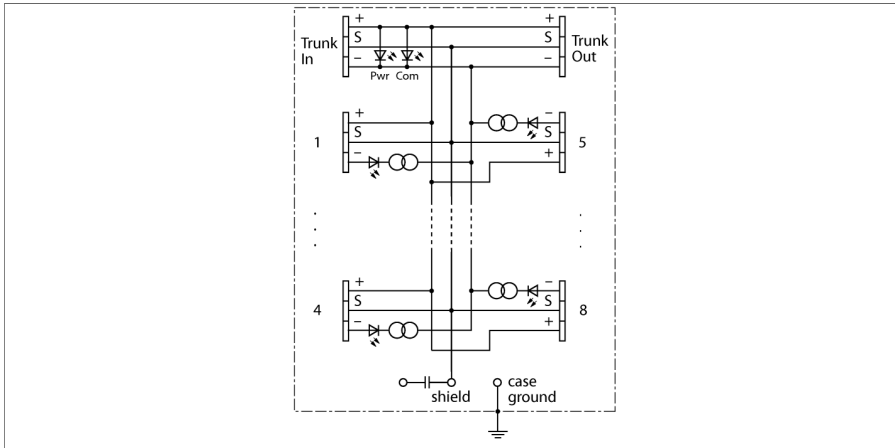 + +
Trunk In S S Trunk Out
− −
Pwr Com
+ −
1 S S 5
− +
+ −
4 S S 8
− +
shield
case ground